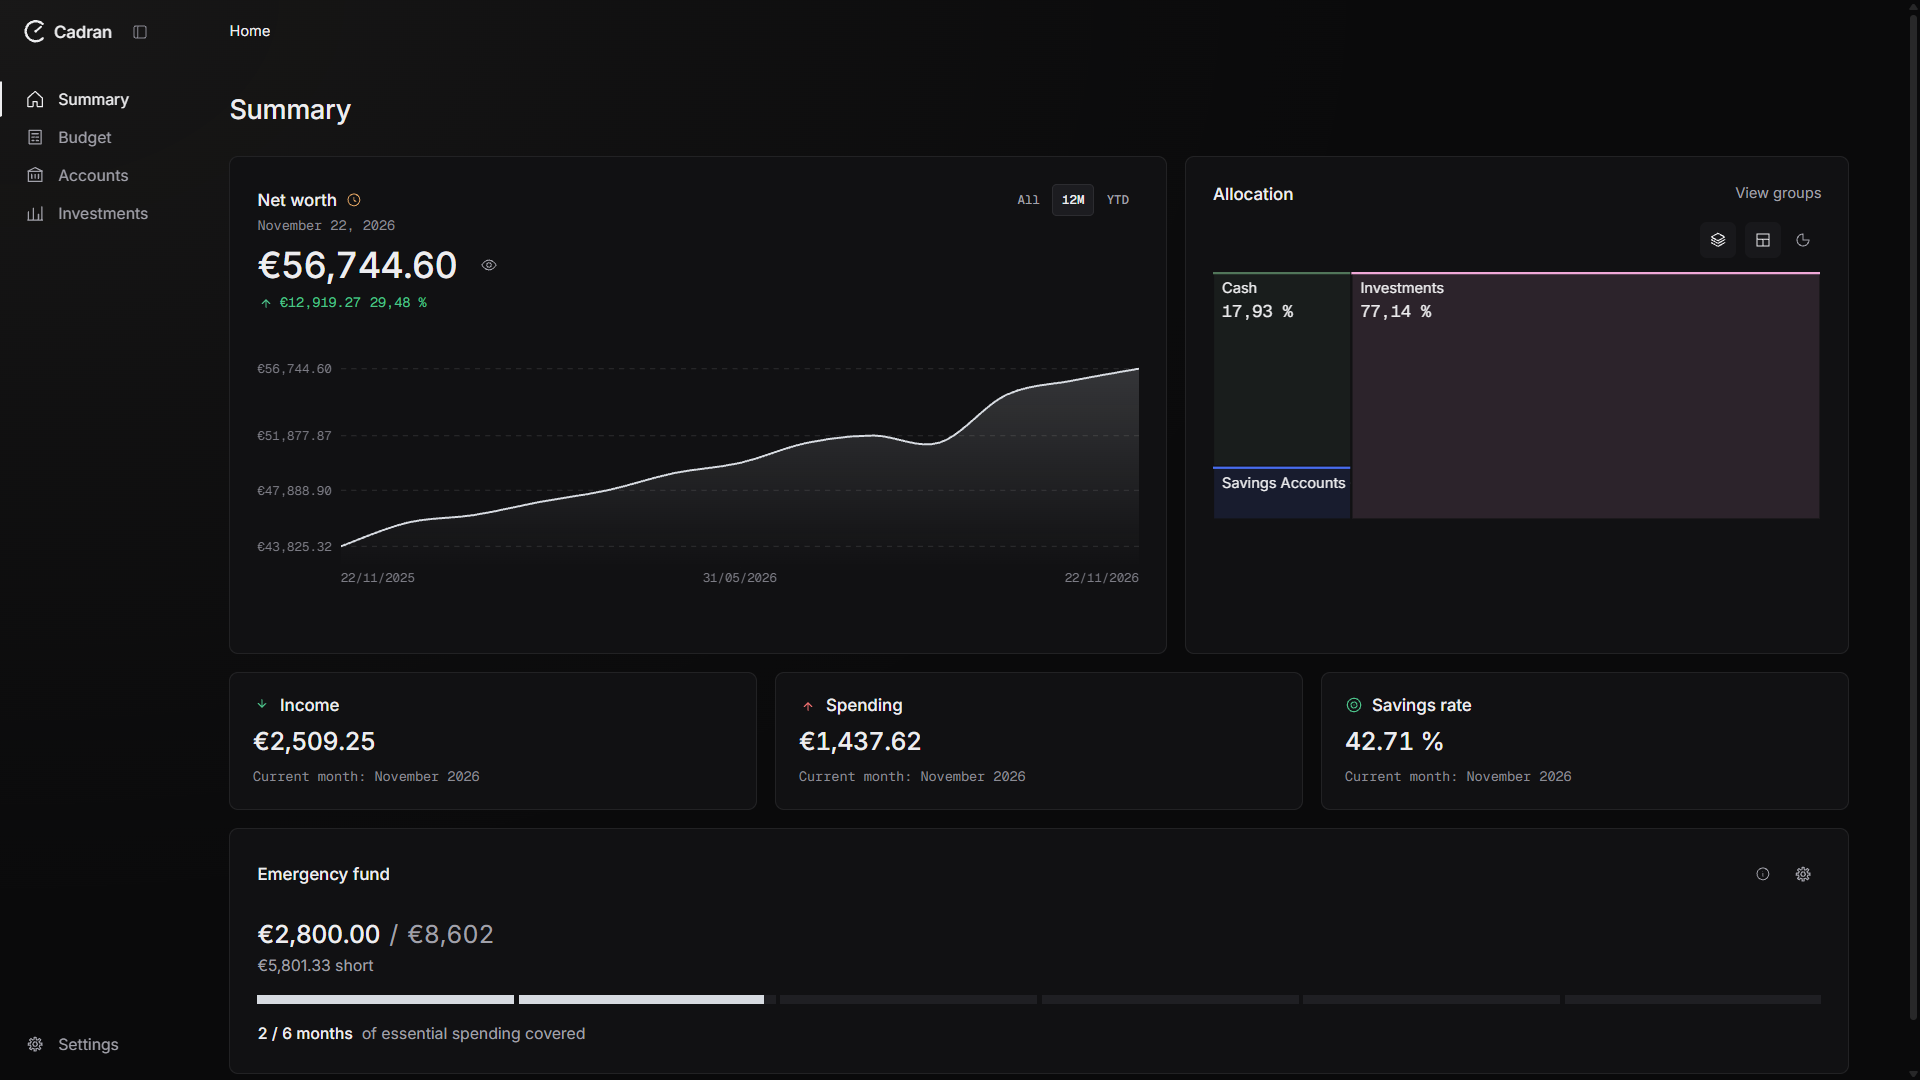 Cadran
Home
Summary
Budget
Accounts
Investments
Settings
Summary
Net worth
All 12M YTD
November 22, 2026
€56,744.60
€12,919.27 29,48 %
€56,744.60
€51,877.87
€47,888.90
€43,825.32
22/11/2025 31/05/2026 22/11/2026
Allocation
View groups
Cash
17,93 %
Investments
77,14 %
Savings Accounts
Income
€2,509.25
Current month: November 2026
Spending
€1,437.62
Current month: November 2026
Savings rate
42.71 %
Current month: November 2026
Emergency fund
€2,800.00 / €8,602
€5,801.33 short
2 / 6 months of essential spending covered